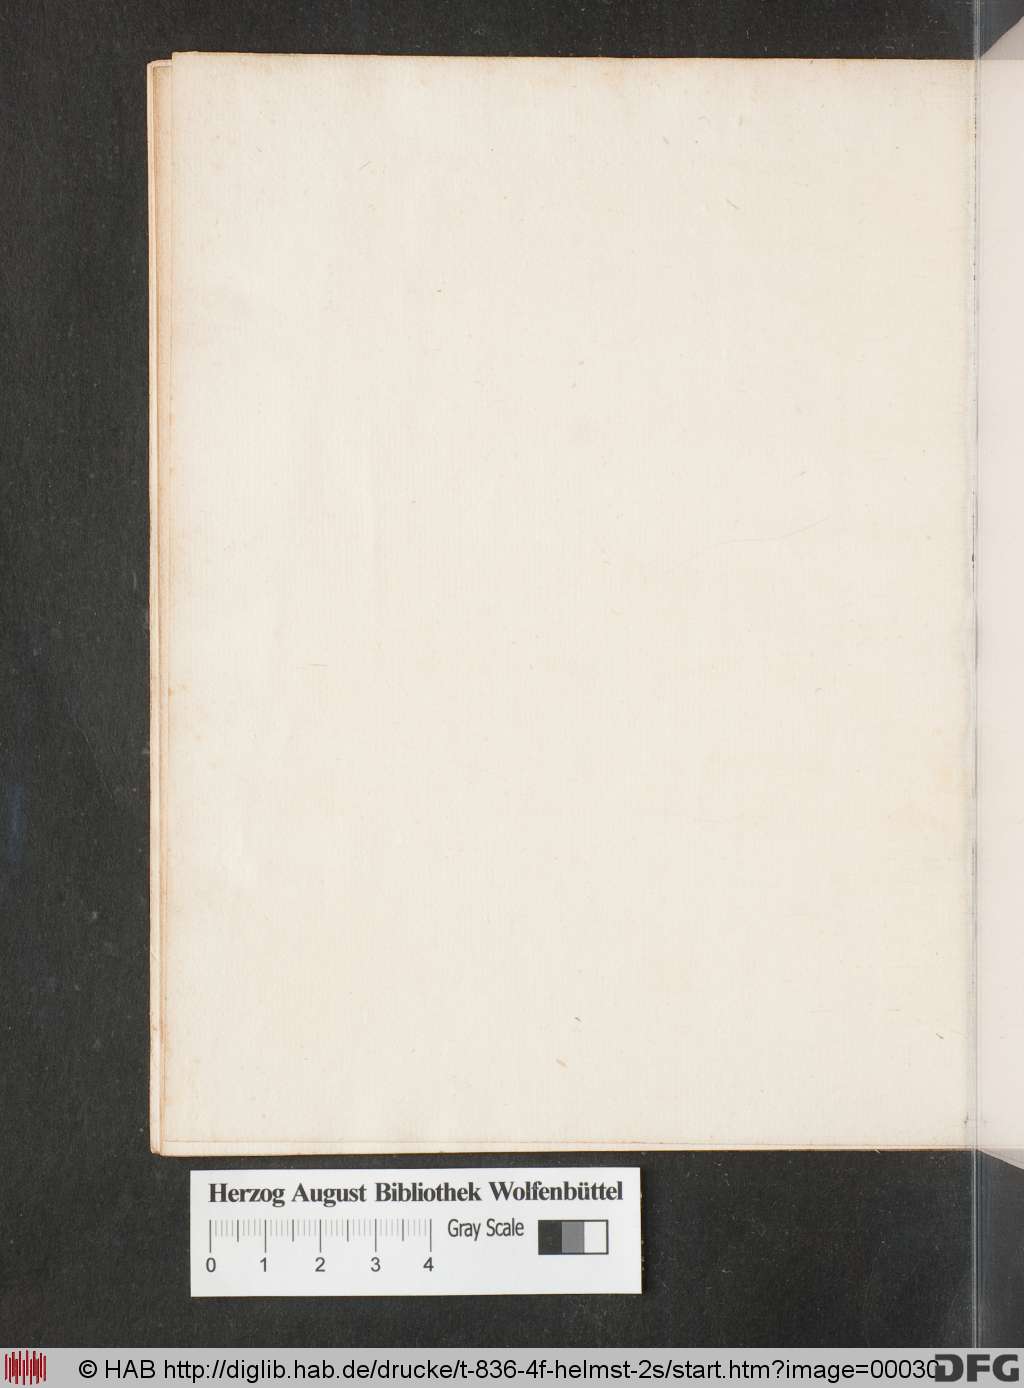 Herzog August Bibliothek Wolfenbüttel
Gray Scale
0 1 2 3 4
© HAB http://diglib.hab.de/drucke/t-836-4f-helmst-2s/start.htm?image=00030
DFG